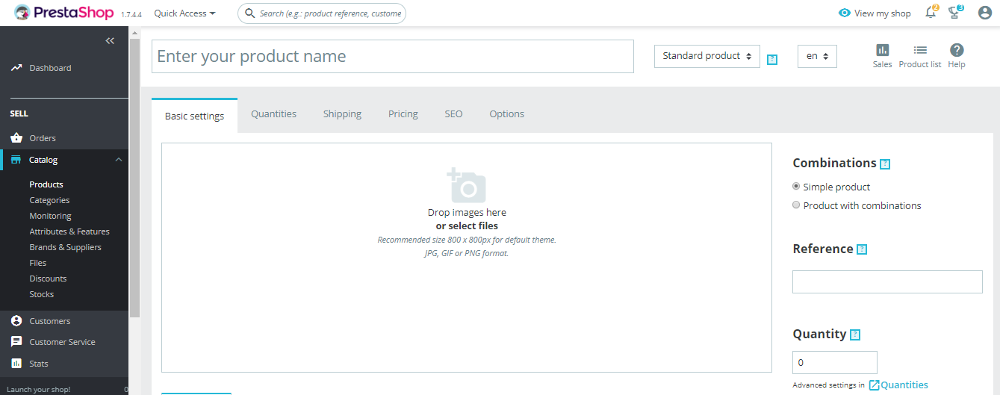 PrestaShop 1.7.4.4 Quick Access Search (e.g.: product reference, custome View my shop 2 3
Enter your product name Standard product ? en Sales Product list Help
Dashboard
SELL
Orders
Catalog
Products
Categories
Monitoring
Attributes & Features
Brands & Suppliers
Files
Discounts
Stocks
Customers
Customer Service
Stats
Launch your shop! 0
Basic settings Quantities Shipping Pricing SEO Options
Drop images here
or select files
Recommended size 800 x 800px for default theme.
JPG, GIF or PNG format.
Combinations ?
Simple product
Product with combinations
Reference ?
Quantity ?
0
Advanced settings in Quantities